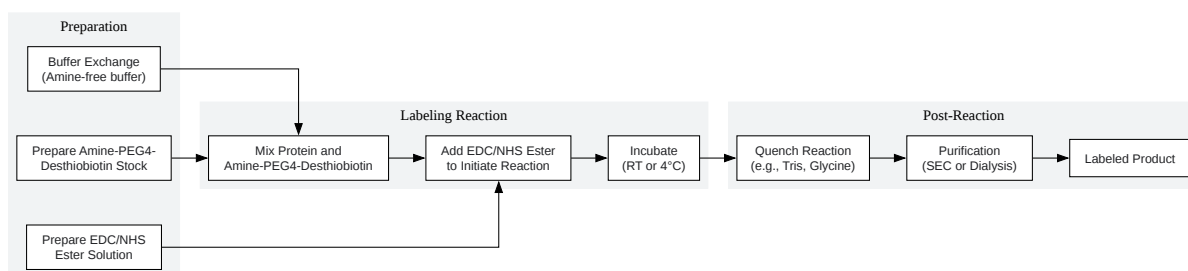 Preparation
Buffer Exchange
(Amine-free buffer)
Prepare Amine-PEG4-
Desthiobiotin Stock
Prepare EDC/NHS
Ester Solution
Labeling Reaction
Mix Protein and
Amine-PEG4-Desthiobiotin
Add EDC/NHS Ester
to Initiate Reaction
Incubate
(RT or 4°C)
Post-Reaction
Quench Reaction
(e.g., Tris, Glycine)
Purification
(SEC or Dialysis)
Labeled Product